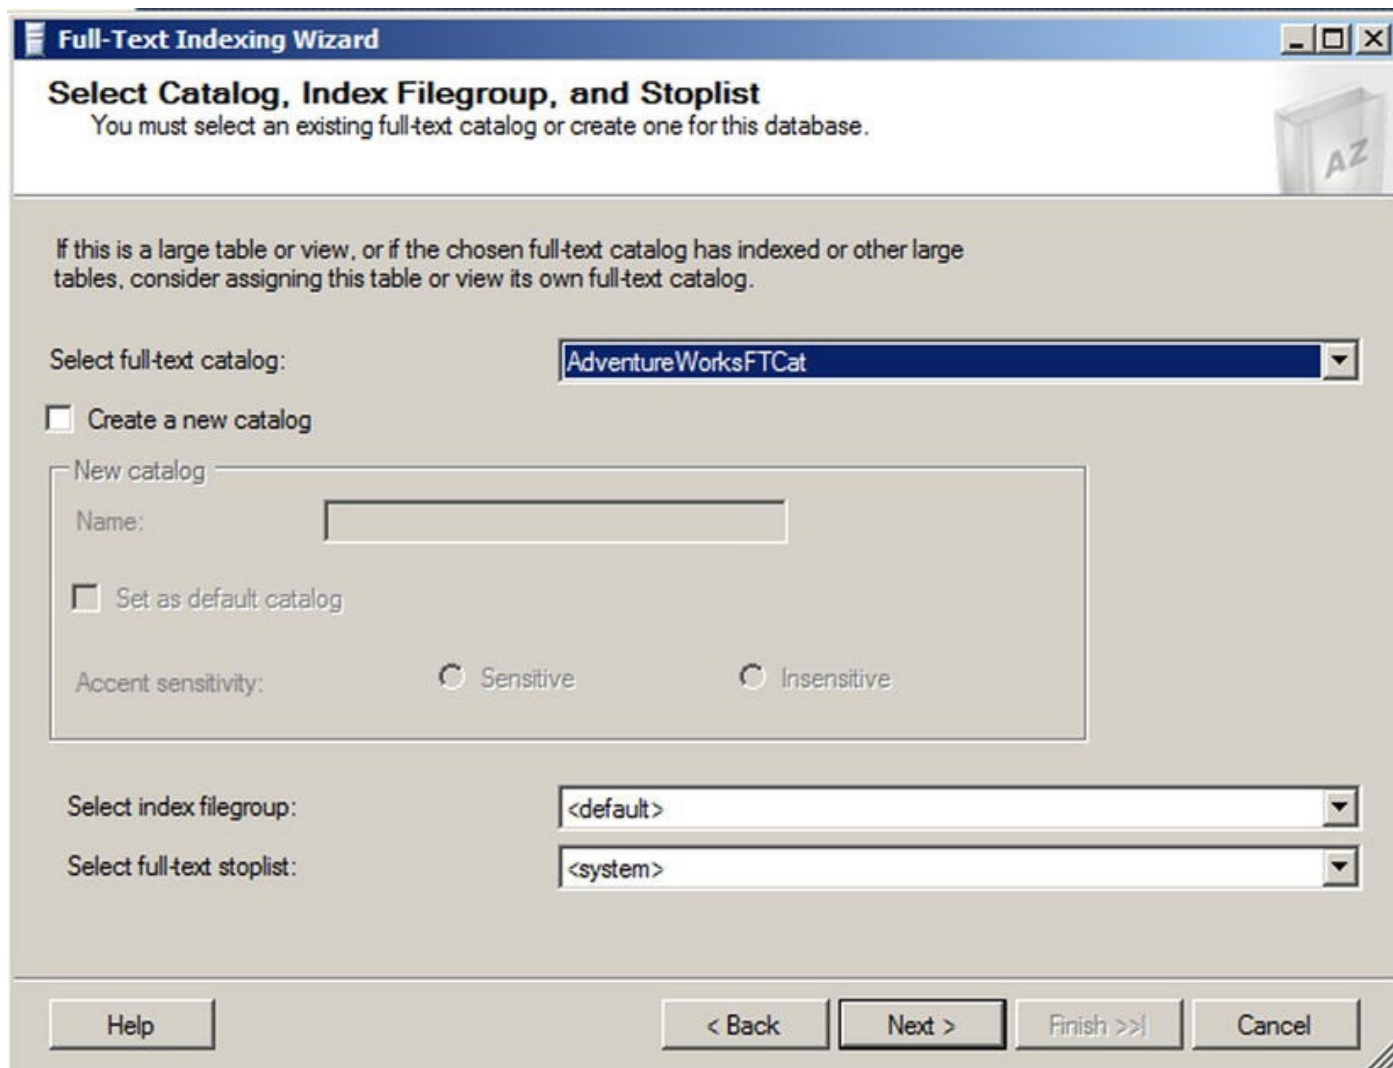 Full-Text Indexing Wizard
Select Catalog, Index Filegroup, and Stoplist
You must select an existing full-text catalog or create one for this database.
AZ
If this is a large table or view, or if the chosen full-text catalog has indexed or other large
tables, consider assigning this table or view its own full-text catalog.
Select full-text catalog: AdventureWorksFTCat
Create a new catalog
New catalog
Name:
Set as default catalog
Accent sensitivity: Sensitive Insensitive
Select index filegroup: <default>
Select full-text stoplist: <system>
Help < Back Next > Finish >>| Cancel